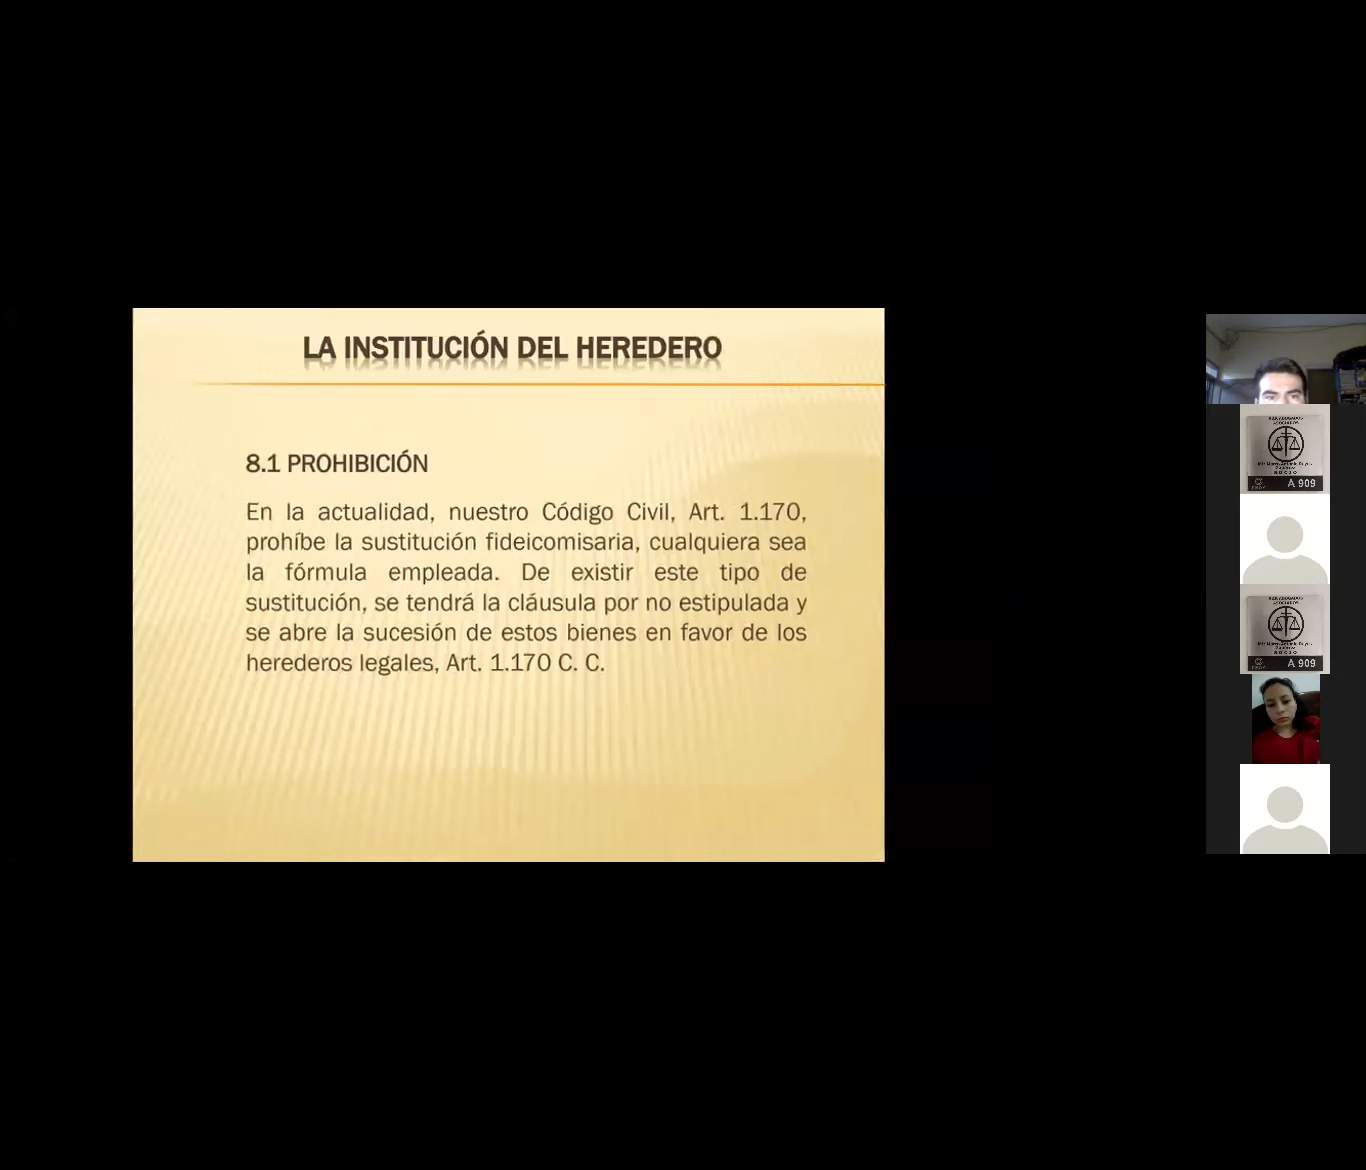 LA INSTITUCIÓN DEL HEREDERO
8.1 PROHIBICIÓN
En la actualidad, nuestro Código Civil, Art. 1.170,
prohíbe la sustitución fideicomisaria, cualquiera sea
la fórmula empleada. De existir este tipo de
sustitución, se tendrá la cláusula por no estipulada y
se abre la sucesión de estos bienes en favor de los
herederos legales, Art. 1.170 C. C.
ASOCIADOS
A 909
ASOCIADOS
A 909